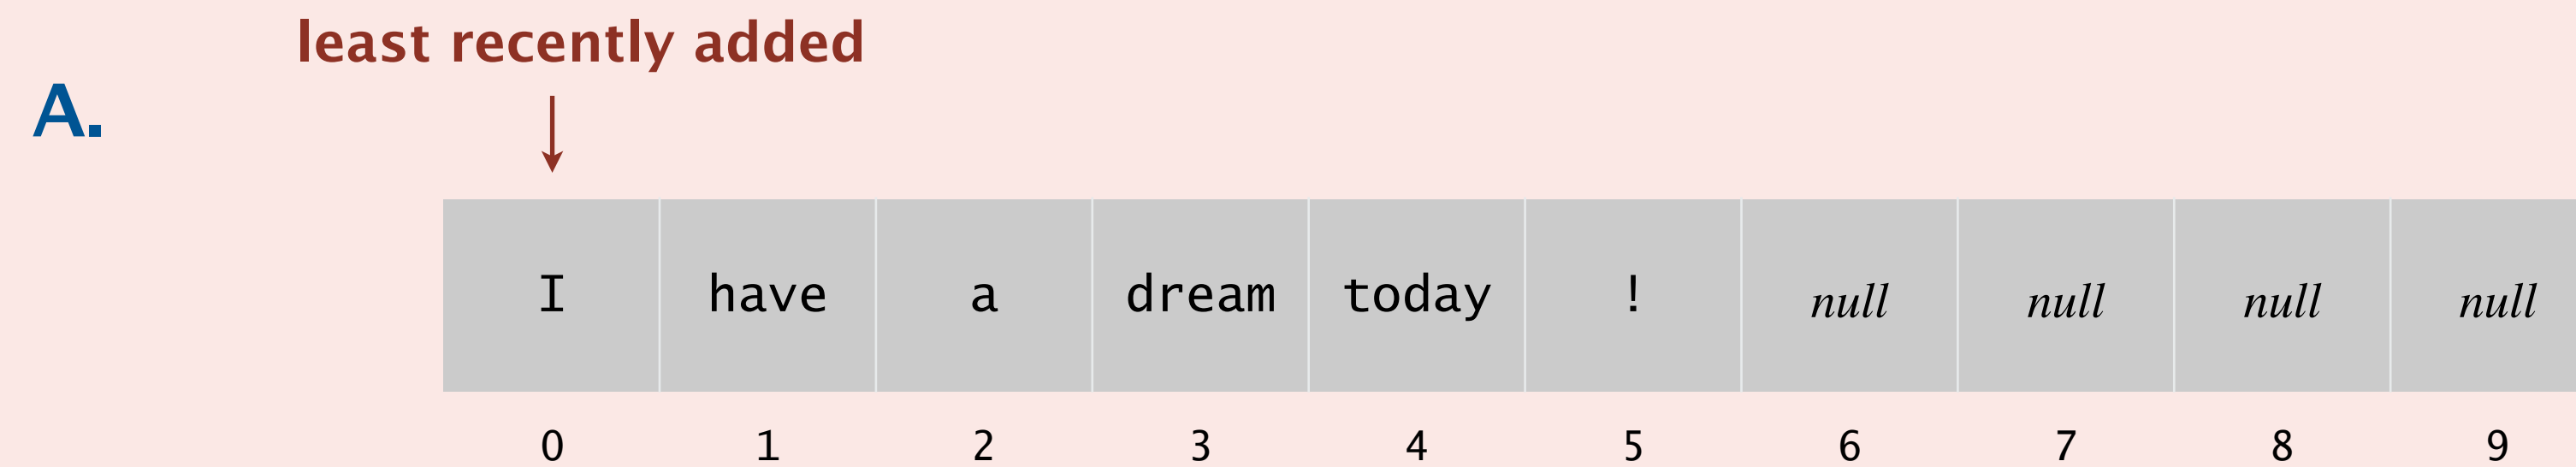 least recently added
A.
I have a dream today ! null null null null
0 1 2 3 4 5 6 7 8 9